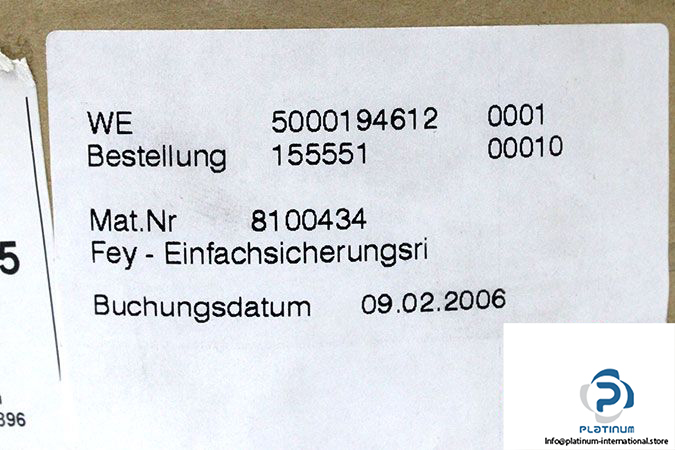 WE 5000194612 0001
Bestellung 155551 00010
Mat.Nr 8100434
Fey - Einfachsicherungsri
Buchungsdatum 09.02.2006
5
396
PLATINUM
Info@platinum-international.store